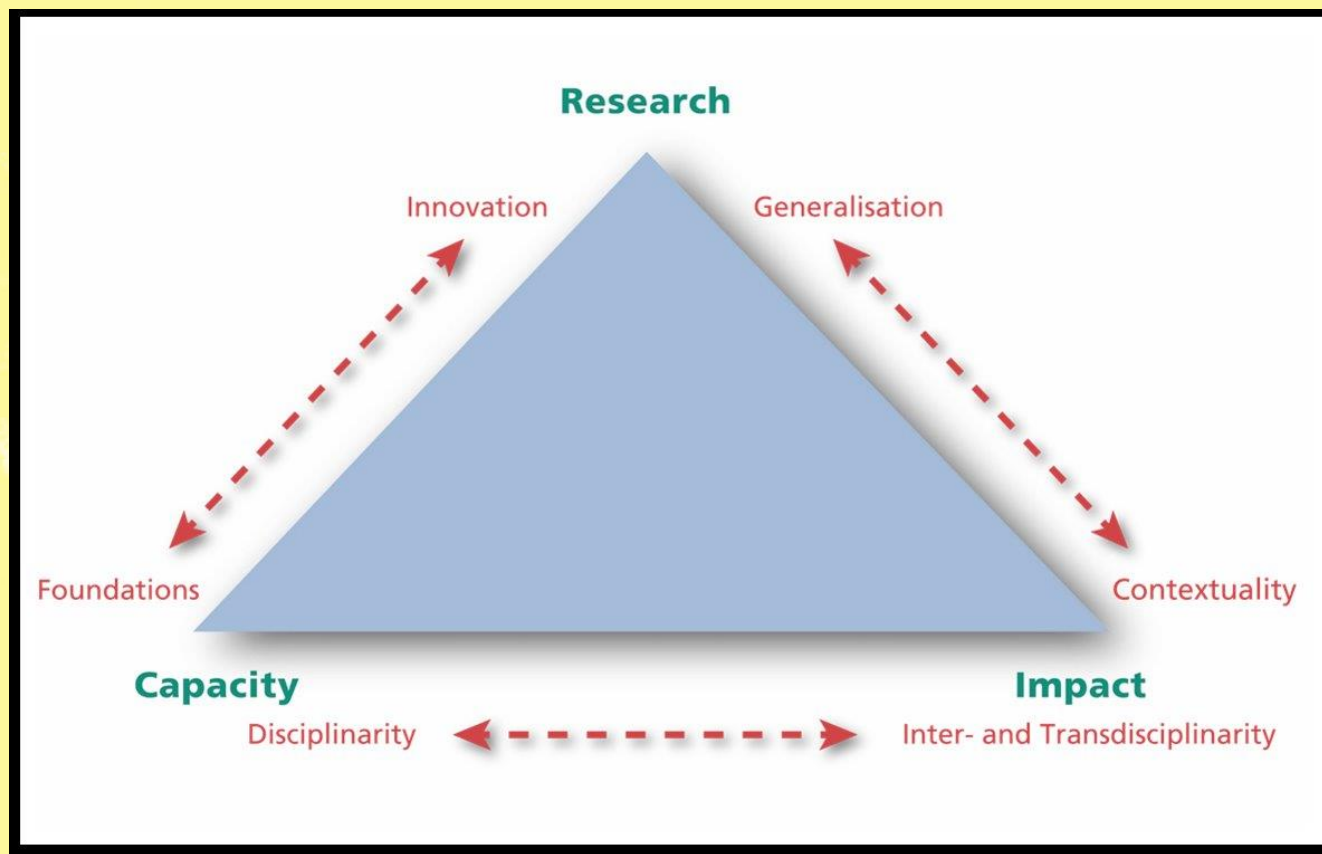 Research
Innovation
Generalisation
Foundations
Contextuality
Capacity
Impact
Disciplinarity
Inter- and Transdisciplinarity